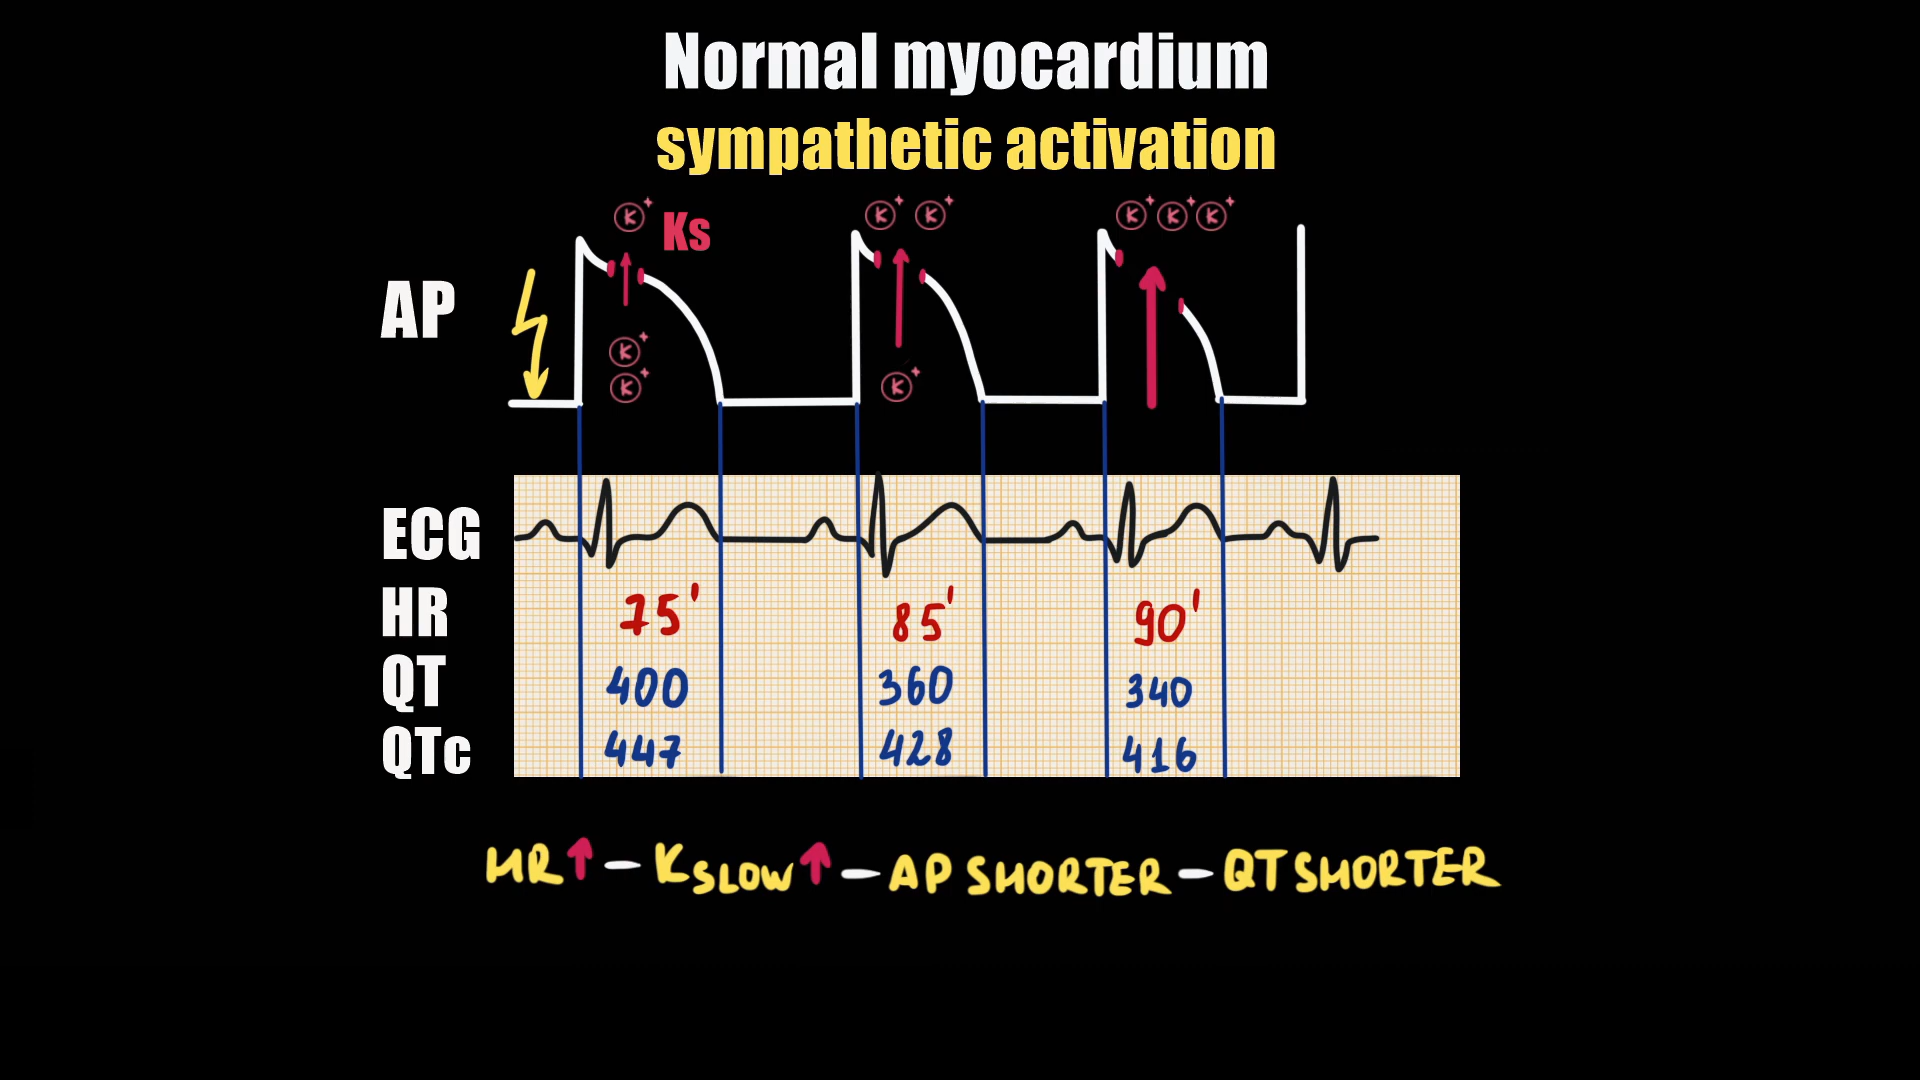 Normal myocardium
sympathetic activation
K+ Ks K+ K+ K+ K+ K+
AP
K+
K+ K+
ECG
HR 75' 85' 90'
QT 400 360 340
QTc 447 428 416
HR↑ – KSLOW↑ – AP SHORTER – QT SHORTER